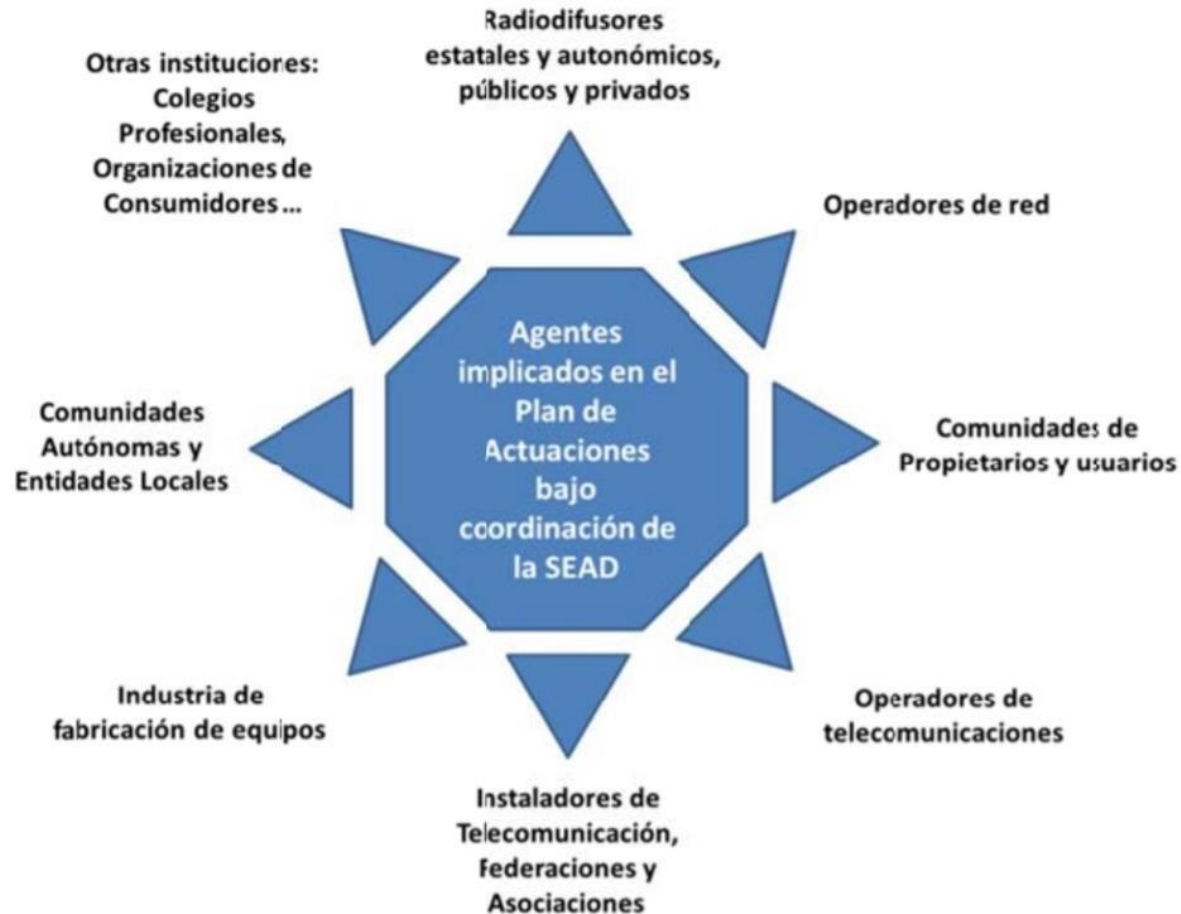 Radiodifusores
estatales y autonómicos,
públicos y privados
Otras instituciones:
Colegios
Profesionales,
Organizaciones de
Consumidores ...
Operadores de red
Agentes
implicados en el
Plan de
Actuaciones
bajo
coordinación de
la SEAD
Comunidades
Autónomas y
Entidades Locales
Comunidades de
Propietarios y usuarios
Industria de
fabricación de equipos
Operadores de
telecomunicaciones
Instaladores de
Telecomunicación,
Federaciones y
Asociaciones